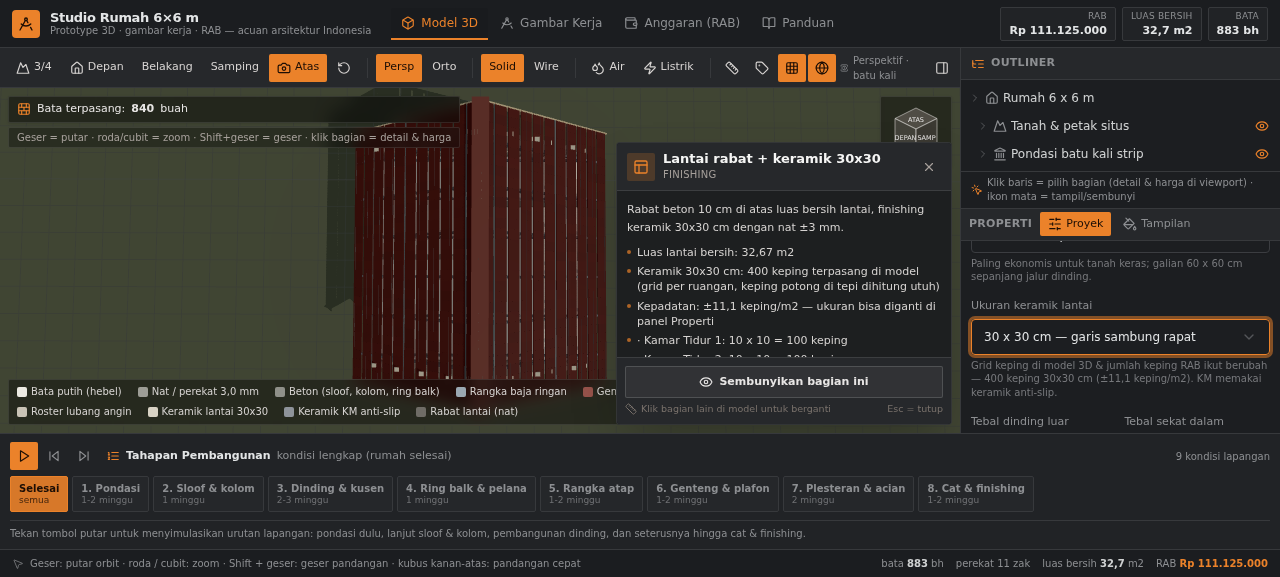 Studio Rumah 6×6 m
Prototype 3D · gambar kerja · RAB — acuan arsitektur Indonesia
Model 3D
Gambar Kerja
Anggaran (RAB)
Panduan
RAB
Rp 111.125.000
LUAS BERSIH
32,7 m2
BATA
883 bh
3/4
Depan
Belakang
Samping
Atas
Persp
Orto
Solid
Wire
Air
Listrik
Perspektif ·
batu kali
Bata terpasang: 840 buah
Geser = putar · roda/cubit = zoom · Shift+geser = geser · klik bagian = detail & harga
ATAS
DEPAN SAMP
Lantai rabat + keramik 30x30
FINISHING
Rabat beton 10 cm di atas luas bersih lantai, finishing
keramik 30x30 cm dengan nat ±3 mm.
Luas lantai bersih: 32,67 m2
Keramik 30x30 cm: 400 keping terpasang di model
(grid per ruangan, keping potong di tepi dihitung utuh)
Kepadatan: ±11,1 keping/m2 — ukuran bisa diganti di
panel Properti
· Kamar Tidur 1: 10 x 10 = 100 keping
Sembunyikan bagian ini
Klik bagian lain di model untuk berganti
Esc = tutup
Bata putih (hebel)
Nat / perekat 3,0 mm
Beton (sloof, kolom, ring balk)
Rangka baja ringan
Gen
Roster lubang angin
Keramik lantai 30x30
Keramik KM anti-slip
Rabat lantai (nat)
OUTLINER
Rumah 6 x 6 m
Tanah & petak situs
Pondasi batu kali strip
Klik baris = pilih bagian (detail & harga di viewport) ·
ikon mata = tampil/sembunyi
PROPERTI
Proyek
Tampilan
Paling ekonomis untuk tanah keras; galian 60 x 60 cm
sepanjang jalur dinding.
Ukuran keramik lantai
30 x 30 cm — garis sambung rapat
Grid keping di model 3D & jumlah keping RAB ikut berubah
— 400 keping 30x30 cm (±11,1 keping/m2). KM memakai
keramik anti-slip.
Tebal dinding luar
Tebal sekat dalam
Tahapan Pembangunan kondisi lengkap (rumah selesai)
9 kondisi lapangan
Selesai
semua
1. Pondasi
1-2 minggu
2. Sloof & kolom
1 minggu
3. Dinding & kusen
2-3 minggu
4. Ring balk & pelana
1 minggu
5. Rangka atap
1-2 minggu
6. Genteng & plafon
1-2 minggu
7. Plesteran & acian
2 minggu
8. Cat & finishing
1-2 minggu
Tekan tombol putar untuk menyimulasikan urutan lapangan: pondasi dulu, lanjut sloof & kolom, pembangunan dinding, dan seterusnya hingga cat & finishing.
Geser: putar orbit · roda / cubit: zoom · Shift + geser: geser pandangan · kubus kanan-atas: pandangan cepat
bata 883 bh
perekat 11 zak
luas bersih 32,7 m2
RAB Rp 111.125.000